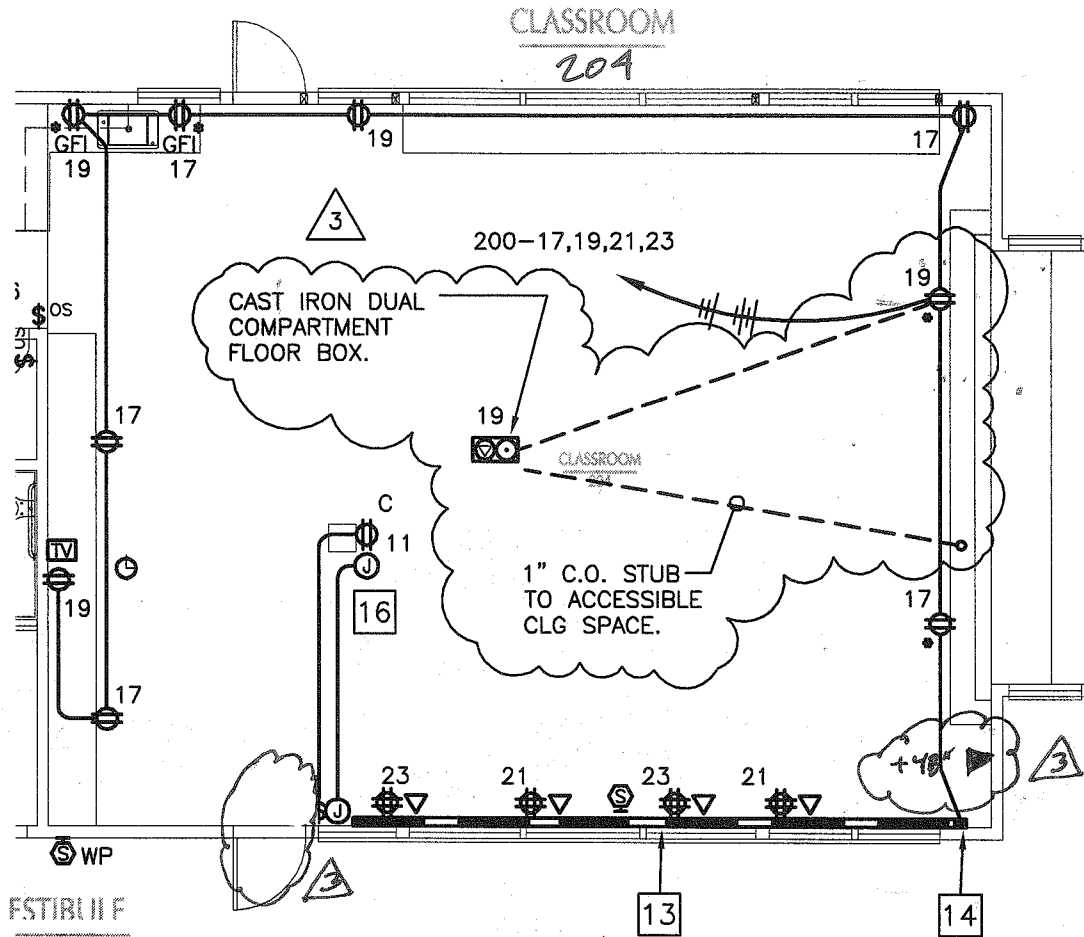 CLASSROOM
204
GFI
19
GFI
17
19
17
3
200-17,19,21,23
CAST IRON DUAL
COMPARTMENT
FLOOR BOX.
19
$ OS
$
17
19
CLASSROOM
204
C
11
J
16
TV
19
1" C.O. STUB
TO ACCESSIBLE
CLG SPACE.
17
17
+48"
3
23
21
S
23
21
J
S WP
3
13
14
ESTIBULE